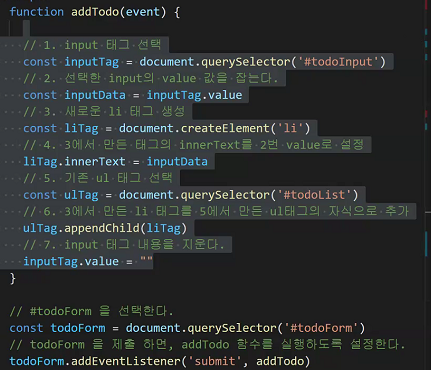 function addTodo(event) {
// 1. input 태그 선택
const inputTag = document.querySelector('#todoInput')
// 2. 선택한 input의 value 값을 잡는다.
const inputData = inputTag.value
// 3. 새로운 li 태그 생성
const liTag = document.createElement('li')
// 4. 3에서 만든 태그의 innerText를 2번 value로 설정
liTag.innerText = inputData
// 5. 기존 ul 태그 선택
const ulTag = document.querySelector('#todoList')
// 6. 3에서 만든 li 태그를 5에서 만든 ul태그의 자식으로 추가
ulTag.appendChild(liTag)
// 7. input 태그 내용을 지운다.
inputTag.value = ""
}
// #todoForm 을 선택한다.
const todoForm = document.querySelector('#todoForm')
// todoForm 을 제출 하면, addTodo 함수를 실행하도록 설정한다.
todoForm.addEventListener('submit', addTodo)